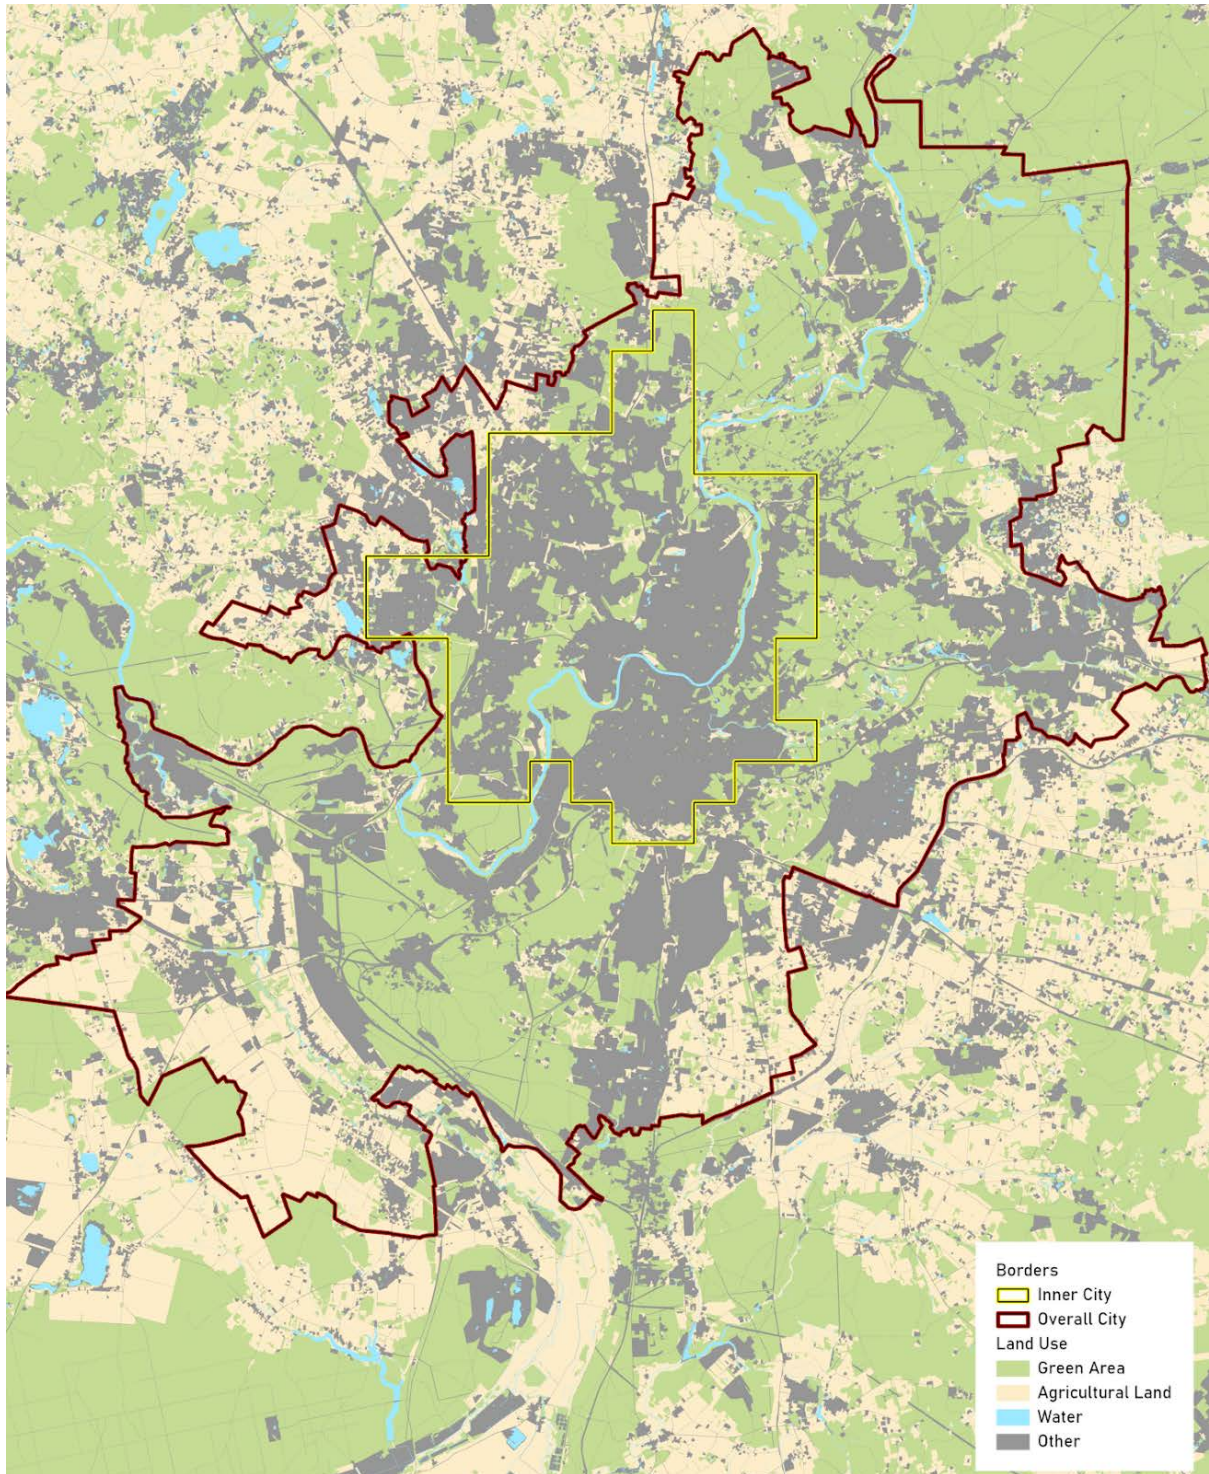 Borders
Inner City
Overall City
Land Use
Green Area
Agricultural Land
Water
Other